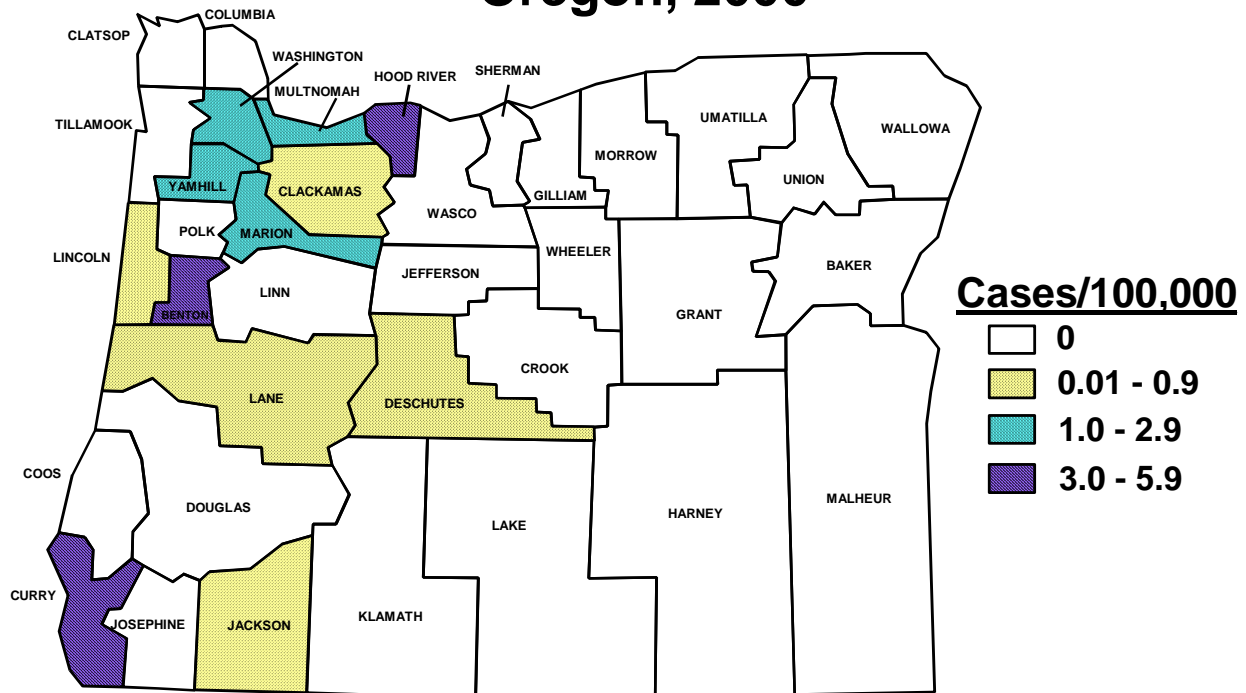 COLUMBIA
CLATSOP
WASHINGTON
HOOD RIVER
SHERMAN
MULTNOMAH
TILLAMOOK
UMATILLA
WALLOWA
MORROW
UNION
YAMHILL
CLACKAMAS
GILLIAM
WASCO
POLK
MARION
WHEELER
LINCOLN
BAKER
JEFFERSON
LINN
Cases/100,000
BENTON
GRANT
0
CROOK
0.01 - 0.9
LANE
DESCHUTES
1.0 - 2.9
COOS
3.0 - 5.9
MALHEUR
DOUGLAS
HARNEY
LAKE
CURRY
KLAMATH
JOSEPHINE
JACKSON